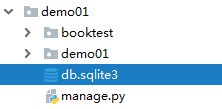 demo01
booktest
demo01
db.sqlite3
manage.py